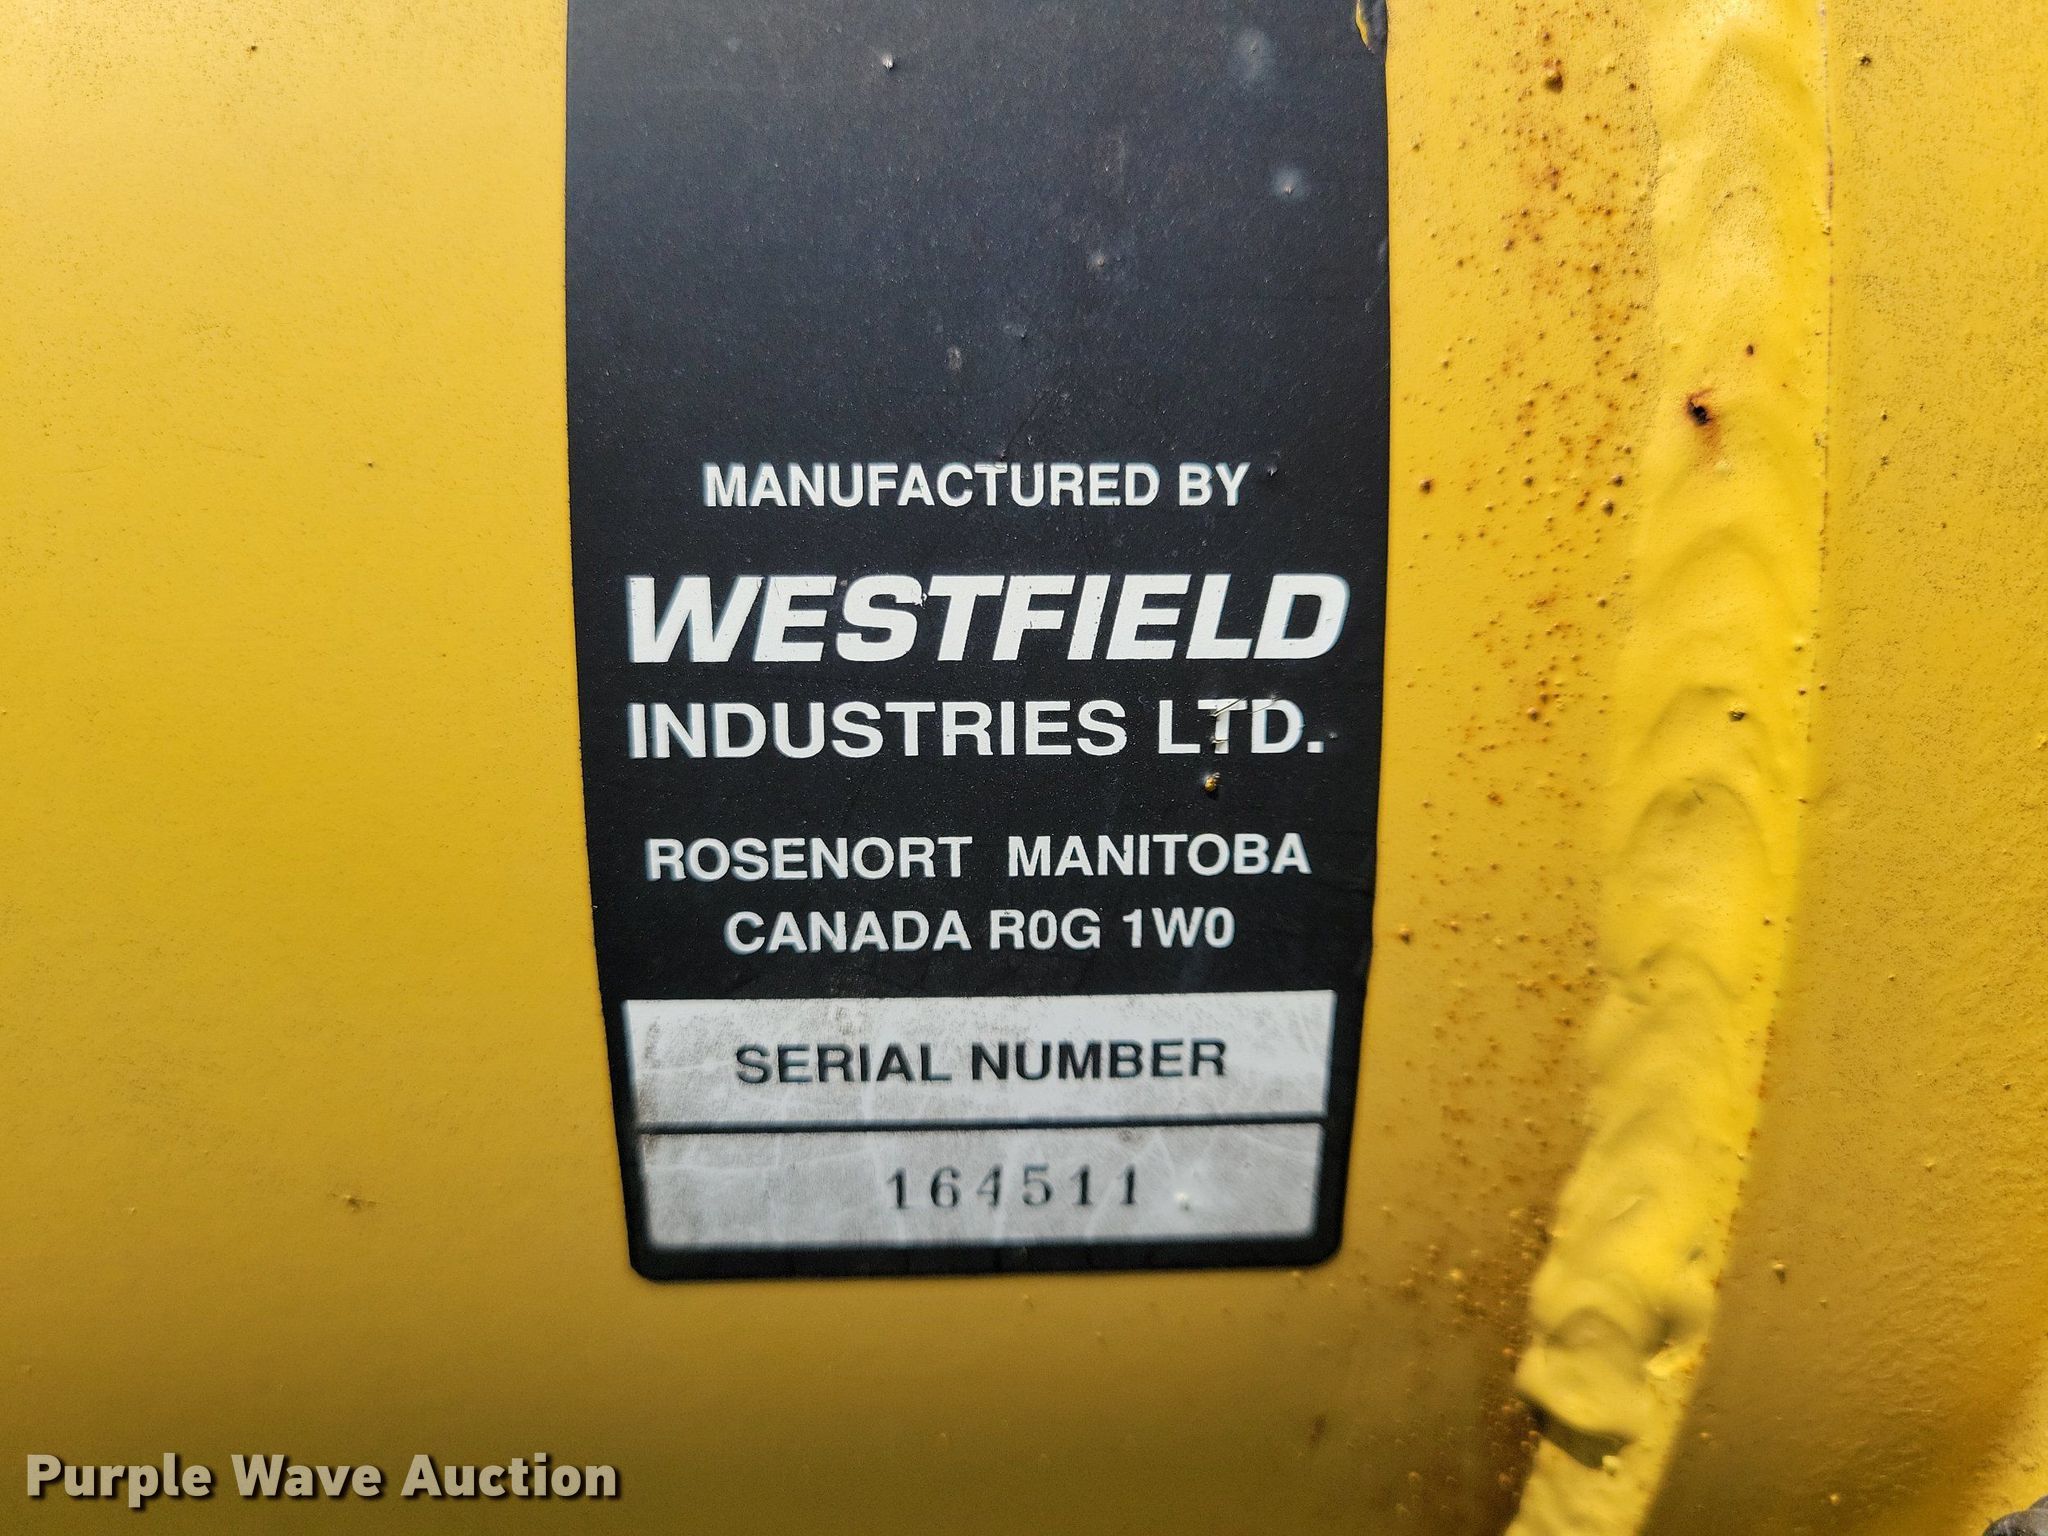 MANUFACTURED BY
WESTFIELD
INDUSTRIES LTD.
ROSENORT MANITOBA
CANADA R0G 1W0
SERIAL NUMBER
164511
Purple Wave Auction